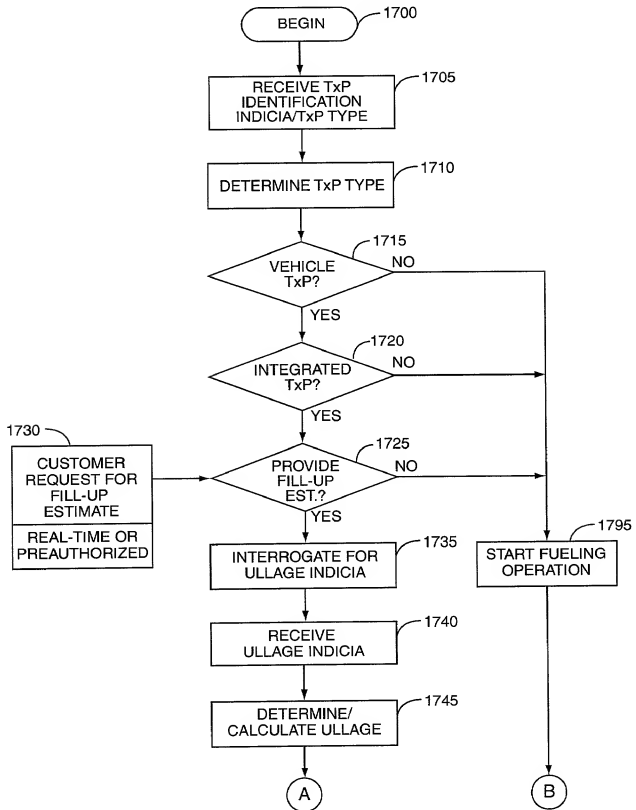 BEGIN
1700
RECEIVE TxP
IDENTIFICATION
INDICIA/TxP TYPE
1705
DETERMINE TxP TYPE
1710
VEHICLE
TxP?
1715
NO
YES
INTEGRATED
TxP?
1720
NO
YES
1730
CUSTOMER
REQUEST FOR
FILL-UP
ESTIMATE
REAL-TIME OR
PREAUTHORIZED
PROVIDE
FILL-UP
EST.?
1725
NO
YES
INTERROGATE FOR
ULLAGE INDICIA
1735
START FUELING
OPERATION
1795
RECEIVE
ULLAGE INDICIA
1740
DETERMINE/
CALCULATE ULLAGE
1745
A
B